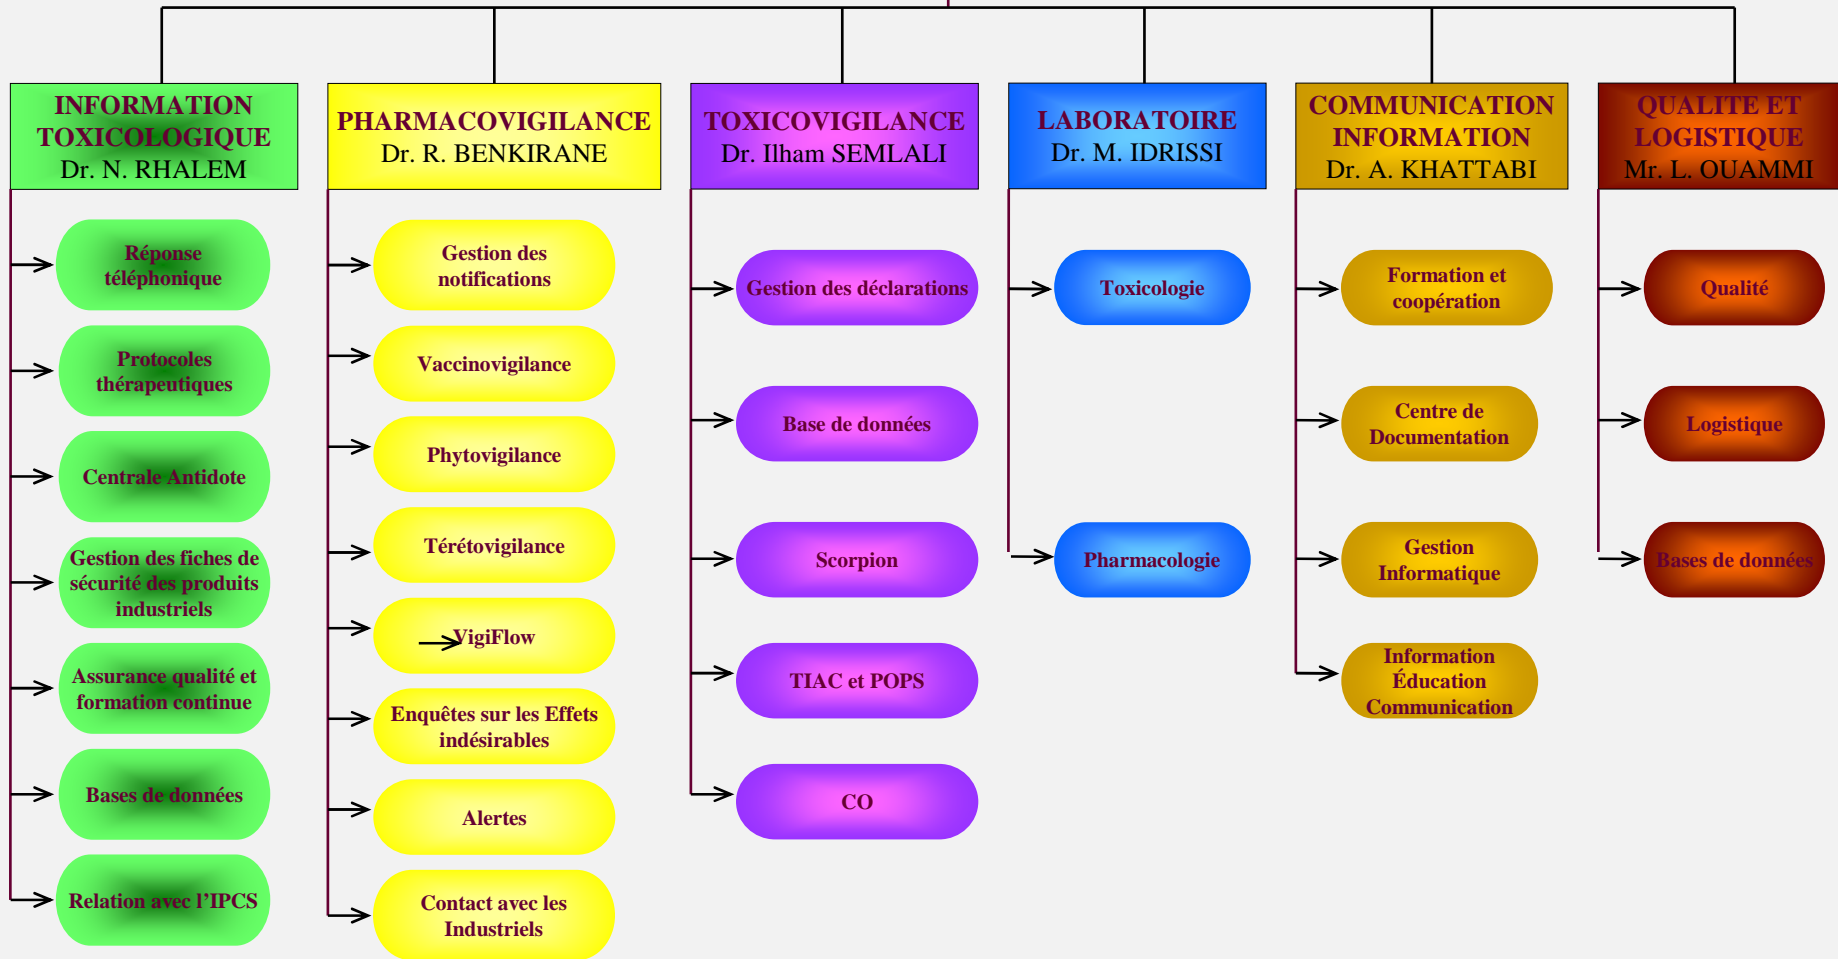 INFORMATION
TOXICOLOGIQUE
Dr. N. RHALEM
Réponse
téléphonique
Protocoles
thérapeutiques
Centrale Antidote
Gestion des fiches de
sécurité des produits
industriels
Assurance qualité et
formation continue
Bases de données
Relation avec l’IPCS
PHARMACOVIGILANCE
Dr. R. BENKIRANE
Gestion des
notifications
Vaccinovigilance
Phytovigilance
Térétovigilance
VigiFlow
Enquêtes sur les Effets
indésirables
Alertes
Contact avec les
Industriels
TOXICOVIGILANCE
Dr. Ilham SEMLALI
Gestion des déclarations
Base de données
Scorpion
TIAC et POPS
CO
LABORATOIRE
Dr. M. IDRISSI
Toxicologie
Pharmacologie
COMMUNICATION
INFORMATION
Dr. A. KHATTABI
Formation et
coopération
Centre de
Documentation
Gestion
Informatique
Information
Éducation
Communication
QUALITE ET
LOGISTIQUE
Mr. L. OUAMMI
Qualité
Logistique
Bases de données